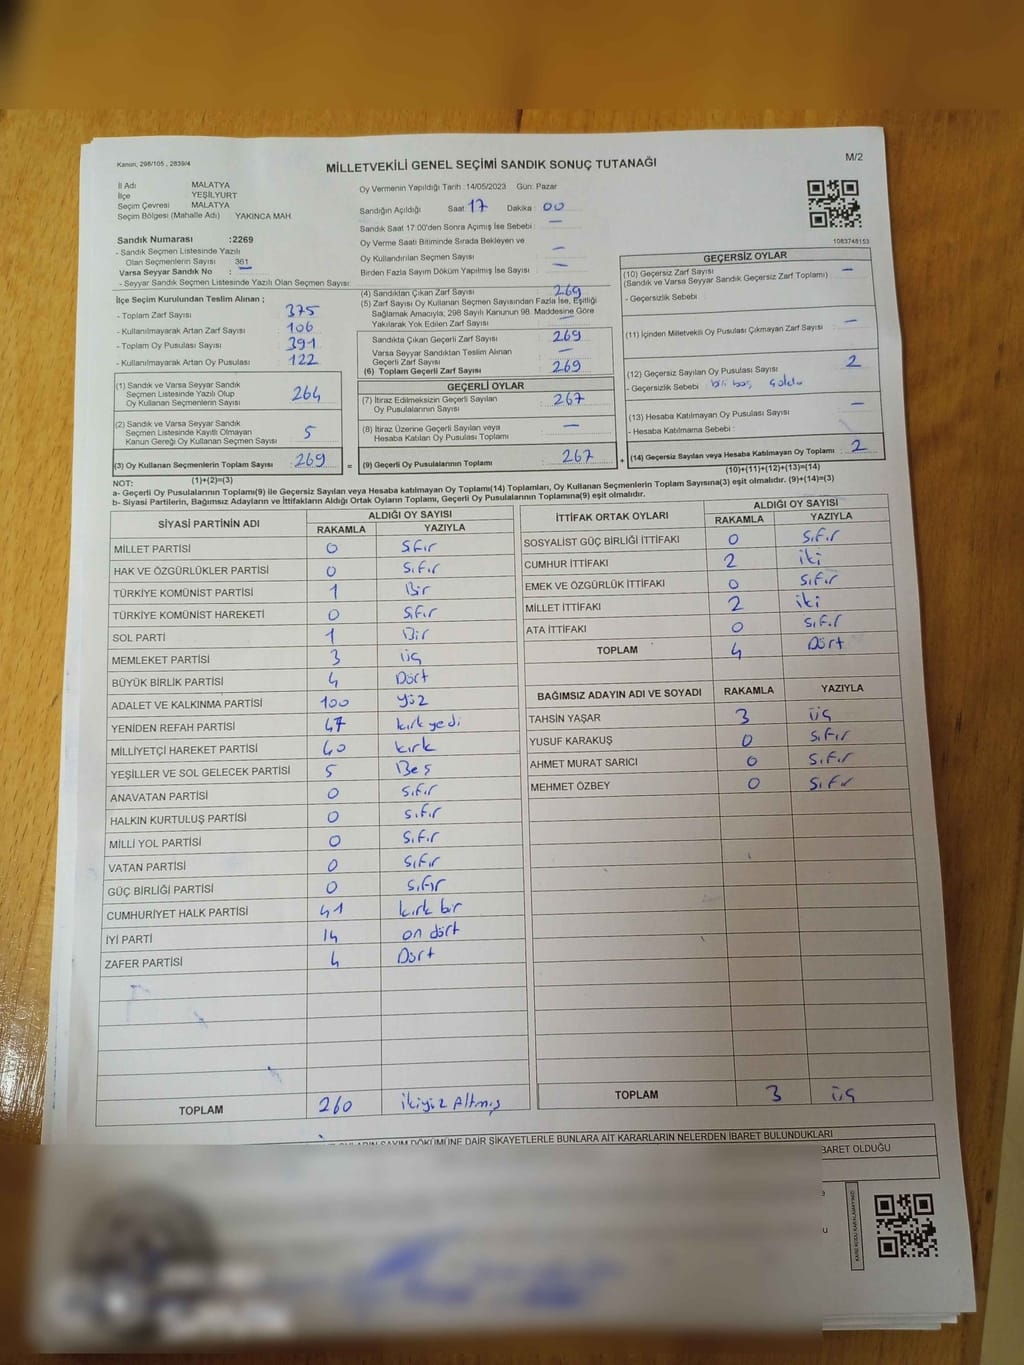 Kanun; 298/105 , 2839/4
MİLLETVEKİLİ GENEL SEÇİMİ SANDIK SONUÇ TUTANAĞI
M/2
İl Adı MALATYA
İlçe YEŞİLYURT
Seçim Çevresi MALATYA
Seçim Bölgesi (Mahalle Adı) YAKINCA MAH.
Sandık Numarası :2269
- Sandık Seçmen Listesinde Yazılı
Olan Seçmenlerin Sayısı : 361
Varsa Seyyar Sandık No : –
- Seyyar Sandık Seçmen Listesinde Yazılı Olan Seçmen Sayısı:
Oy Vermenin Yapıldığı Tarih :14/05/2023 Gün: Pazar
Sandığın Açıldığı Saat : 17 Dakika : 00
Sandık Saat 17:00'den Sonra Açımış İse Sebebi : –
Oy Verme Saati Bitiminde Sırada Bekleyen ve
Oy Kullandırılan Seçmen Sayısı : –
Birden Fazla Sayım Döküm Yapılmış İse Sayısı : –
1083748153
İlçe Seçim Kurulundan Teslim Alınan ;
- Toplam Zarf Sayısı : 375
- Kullanılmayarak Artan Zarf Sayısı : 106
- Toplam Oy Pusulası Sayısı : 391
- Kullanılmayarak Artan Oy Pusulası : 122
(1) Sandık ve Varsa Seyyar Sandık
Seçmen Listesinde Yazılı Olup
Oy Kullanan Seçmenlerin Sayısı : 264
(2) Sandık ve Varsa Seyyar Sandık
Seçmen Listesinde Kayıtlı Olmayan
Kanun Gereği Oy Kullanan Seçmen Sayısı : 5
(3) Oy Kullanan Seçmenlerin Toplam Sayısı : 269
(1)+(2)=(3)
(4) Sandıktan Çıkan Zarf Sayısı : 269
(5) Zarf Sayısı Oy Kullanan Seçmen Sayısından Fazla İse, Eşitliği
Sağlamak Amacıyla, 298 Sayılı Kanunun 98. Maddesine Göre
Yakılarak Yok Edilen Zarf Sayısı : –
Sandıkta Çıkan Geçerli Zarf Sayısı : 269
Varsa Seyyar Sandıktan Teslim Alınan
Geçerli Zarf Sayısı : –
(6) Toplam Geçerli Zarf Sayısı : 269
GEÇERLİ OYLAR
(7) İtiraz Edilmeksizin Geçerli Sayılan
Oy Pusulalarının Sayısı : 267
(8) İtiraz Üzerine Geçerli Sayılan veya
Hesaba Katılan Oy Pusulası Toplamı : –
= (9) Geçerli Oy Pusulalarının Toplamı : 267
GEÇERSİZ OYLAR
(10) Geçersiz Zarf Sayısı : –
(Sandık ve Varsa Seyyar Sandık Geçersiz Zarf Toplamı)
- Geçersizlik Sebebi :
(11) İçinden Milletvekili Oy Pusulası Çıkmayan Zarf Sayısı : –
(12) Geçersiz Sayılan Oy Pusulası Sayısı : 2
- Geçersizlik Sebebi :
(13) Hesaba Katılmayan Oy Pusulası Sayısı : –
- Hesaba Katılmama Sebebi :
+ (14) Geçersiz Sayılan veya Hesaba Katılmayan Oy Toplamı : 2
(10)+(11)+(12)+(13)=(14)
NOT:
a- Geçerli Oy Pusulalarının Toplamı(9) ile Geçersiz Sayılan veya Hesaba Katılmayan Oy Toplamı(14) Toplamları, Oy Kullanan Seçmenlerin Toplam Sayısına(3) eşit olmalıdır. (9)+(14)=(3)
b- Siyasi Partilerin, Bağımsız Adayların ve İttifakların Aldığı Ortak Oyların Toplamı, Geçerli Oy Pusulalarının Toplamına(9) eşit olmalıdır.
SİYASİ PARTİNİN ADI ALDIĞI OY SAYISI
RAKAMLA YAZIYLA
MİLLET PARTİSİ 0 Sfır
HAK VE ÖZGÜRLÜKLER PARTİSİ 0 Sıfır
TÜRKİYE KOMÜNİST PARTİSİ 1 Bir
TÜRKİYE KOMÜNİST HAREKETİ 0 Sıfır
SOL PARTİ 1 Bir
MEMLEKET PARTİSİ 3 üç
BÜYÜK BİRLİK PARTİSİ 4 Dört
ADALET VE KALKINMA PARTİSİ 100 yüz
YENİDEN REFAH PARTİSİ 47 kırk yedi
MİLLİYETÇİ HAREKET PARTİSİ 40 kırk
YEŞİLLER VE SOL GELECEK PARTİSİ 5 Beş
ANAVATAN PARTİSİ 0 Sıfır
HALKIN KURTULUŞ PARTİSİ 0 Sıfır
MİLLİ YOL PARTİSİ 0 Sıfır
VATAN PARTİSİ 0 Sıfır
GÜÇ BİRLİĞİ PARTİSİ 0 Sıfır
CUMHURİYET HALK PARTİSİ 41 kırk bir
İYİ PARTİ 14 on dört
ZAFER PARTİSİ 4 Dört
TOPLAM 260 ikiyüz Altmış
İTTİFAK ORTAK OYLARI ALDIĞI OY SAYISI
RAKAMLA YAZIYLA
SOSYALİST GÜÇ BİRLİĞİ İTTİFAKI 0 Sıfır
CUMHUR İTTİFAKI 2 iki
EMEK VE ÖZGÜRLÜK İTTİFAKI 0 Sıfır
MİLLET İTTİFAKI 2 iki
ATA İTTİFAKI 0 Sıfır
TOPLAM 4 Dört
BAĞIMSIZ ADAYIN ADI VE SOYADI RAKAMLA YAZIYLA
TAHSİN YAŞAR 3 üç
YUSUF KARAKUŞ 0 Sıfır
AHMET MURAT SARICI 0 Sıfır
MEHMET ÖZBEY 0 Sıfır
TOPLAM 3 üç
SAYIM DÖKÜMÜNE DAİR ŞİKAYETLERLE BUNLARA AİT KARARLARIN NELERDEN İBARET BULUNDUKLARI
BARET OLDUĞU